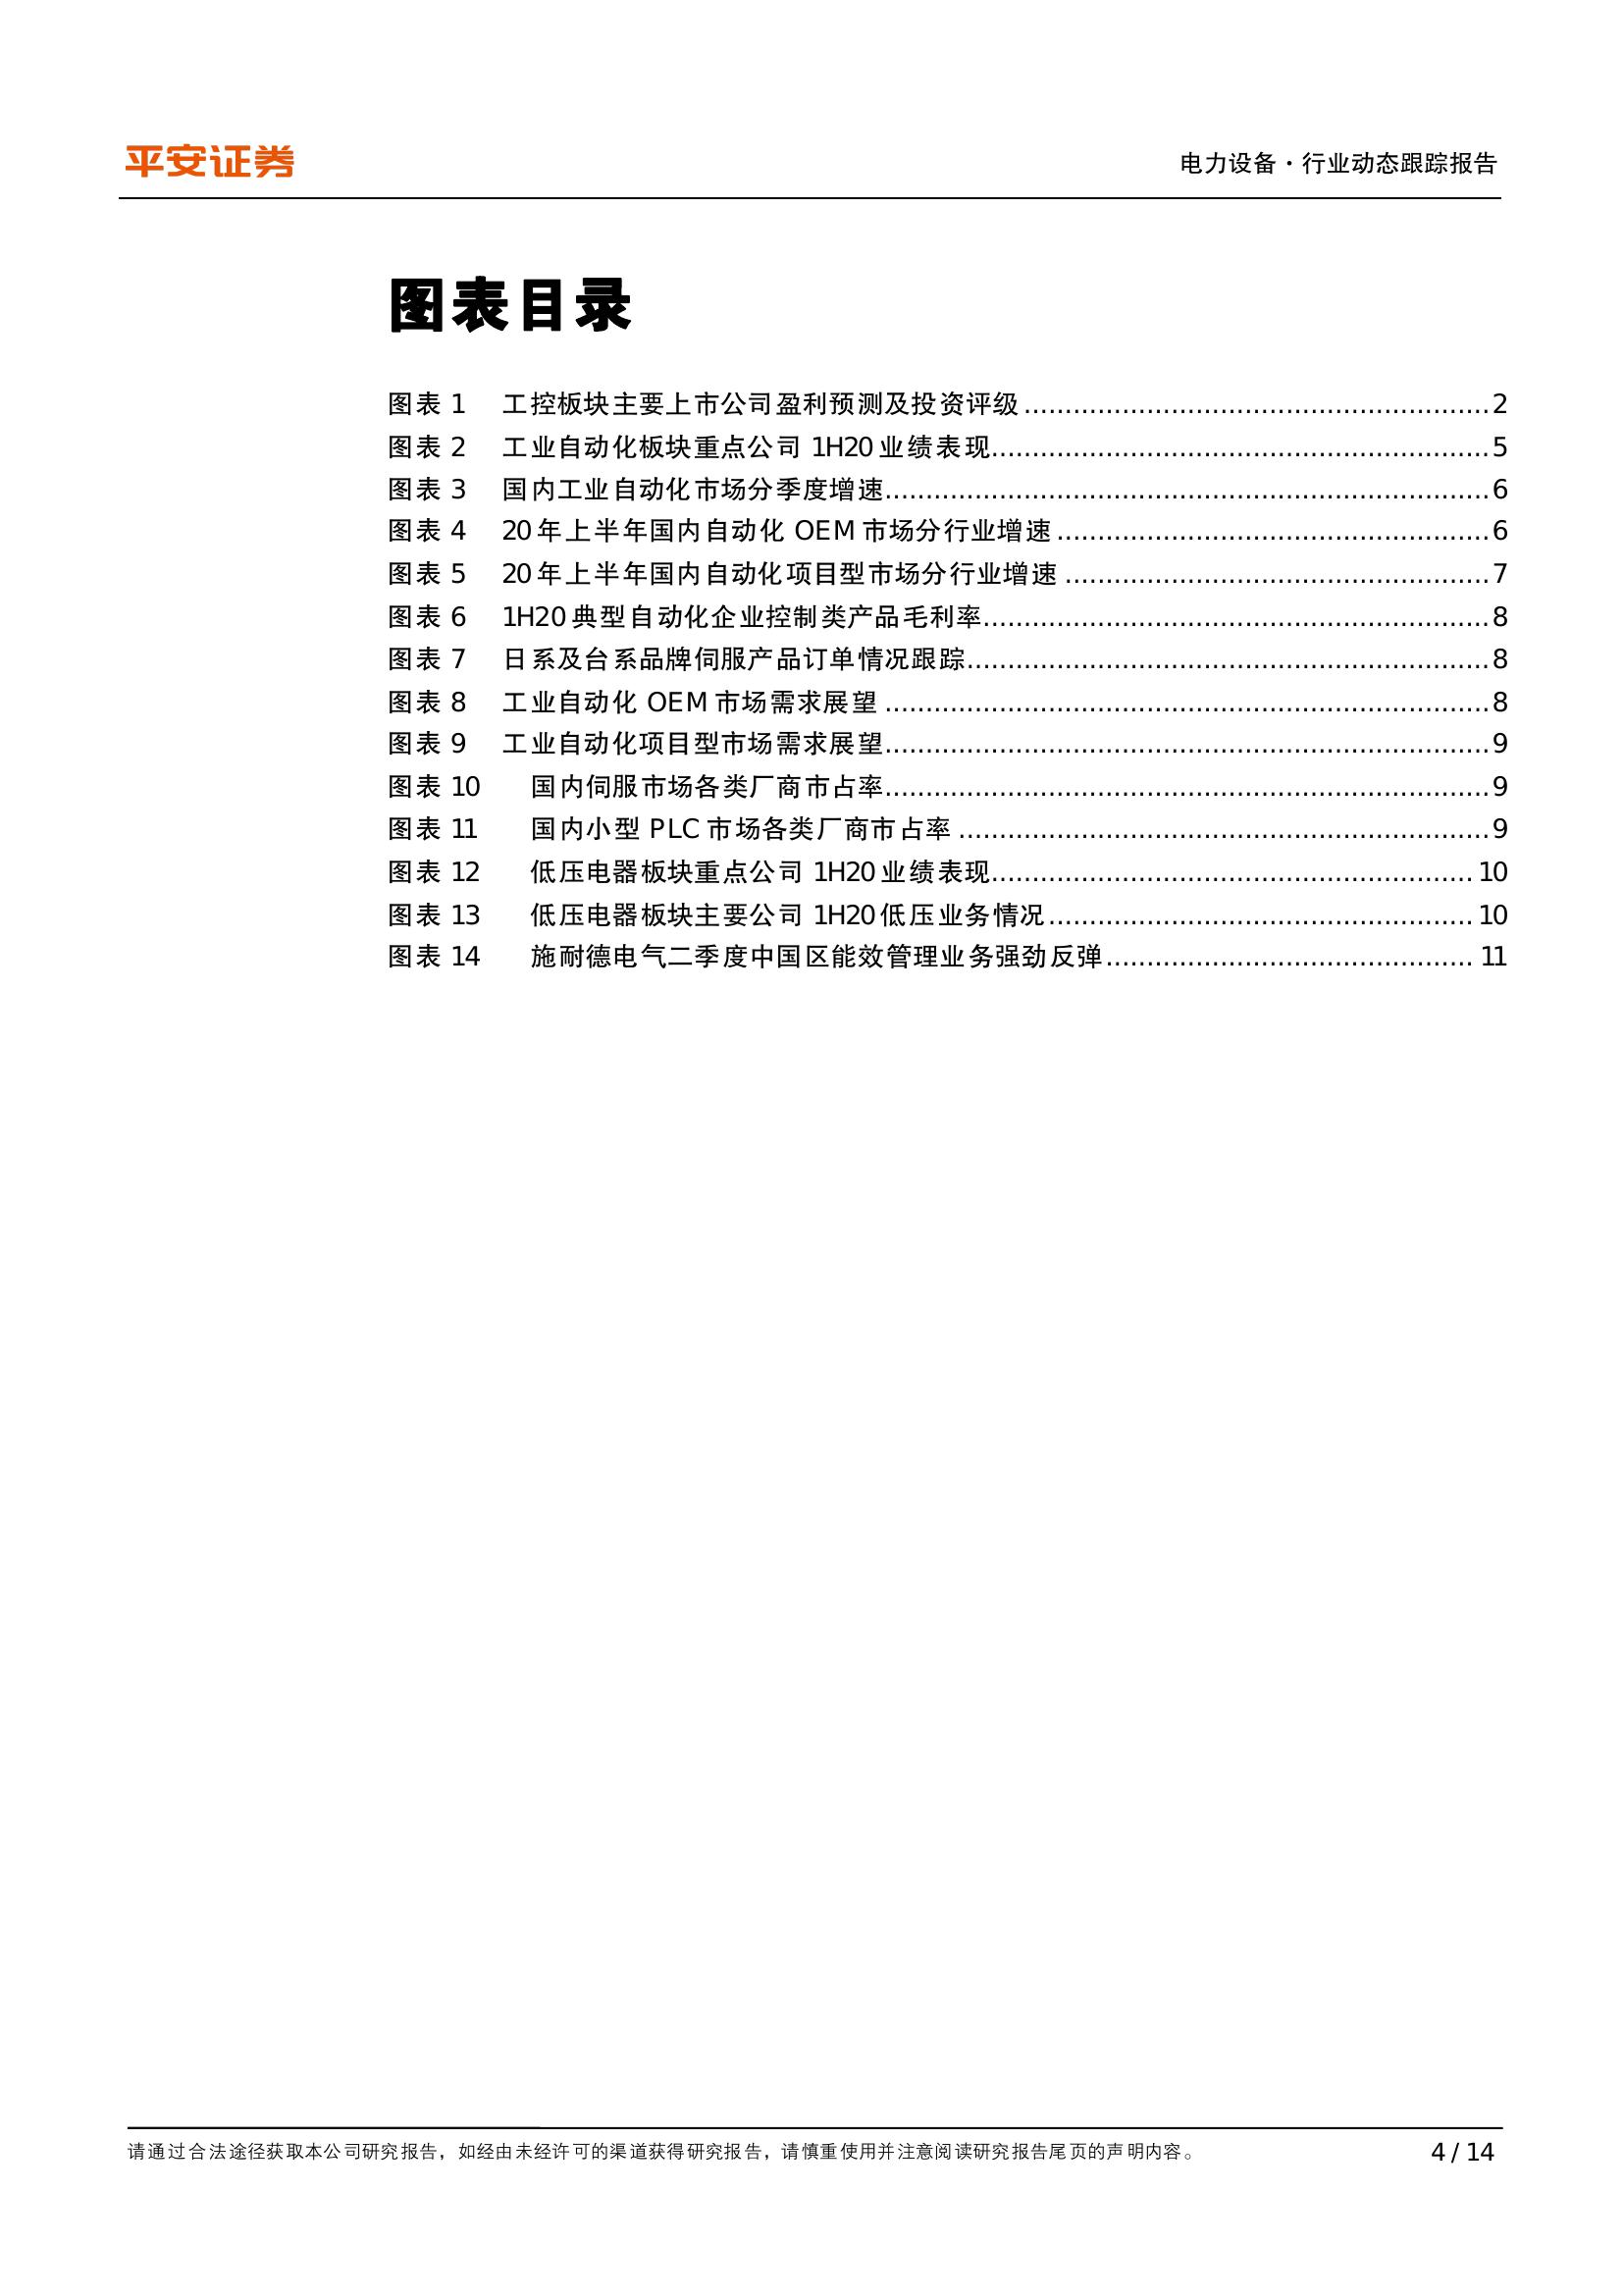 平安证券
电力设备·行业动态跟踪报告
图表目录
图表 1 工控板块主要上市公司盈利预测及投资评级 ........................................................ 2
图表 2 工业自动化板块重点公司 1H20 业绩表现 ........................................................ 5
图表 3 国内工业自动化市场分季度增速 ........................................................ 6
图表 4 20 年上半年国内自动化 OEM 市场分行业增速 ........................................................ 6
图表 5 20 年上半年国内自动化项目型市场分行业增速 ........................................................ 7
图表 6 1H20 典型自动化企业控制类产品毛利率 ........................................................ 8
图表 7 日系及台系品牌伺服产品订单情况跟踪 ........................................................ 8
图表 8 工业自动化 OEM 市场需求展望 ........................................................ 8
图表 9 工业自动化项目型市场需求展望 ........................................................ 9
图表 10 国内伺服市场各类厂商市占率 ........................................................ 9
图表 11 国内小型 PLC 市场各类厂商市占率 ........................................................ 9
图表 12 低压电器板块重点公司 1H20 业绩表现 ........................................................ 10
图表 13 低压电器板块主要公司 1H20 低压业务情况 ........................................................ 10
图表 14 施耐德电气二季度中国区能效管理业务强劲反弹 ........................................................ 11
请通过合法途径获取本公司研究报告，如经由未经许可的渠道获得研究报告，请慎重使用并注意阅读研究报告尾页的声明内容。
4 / 14